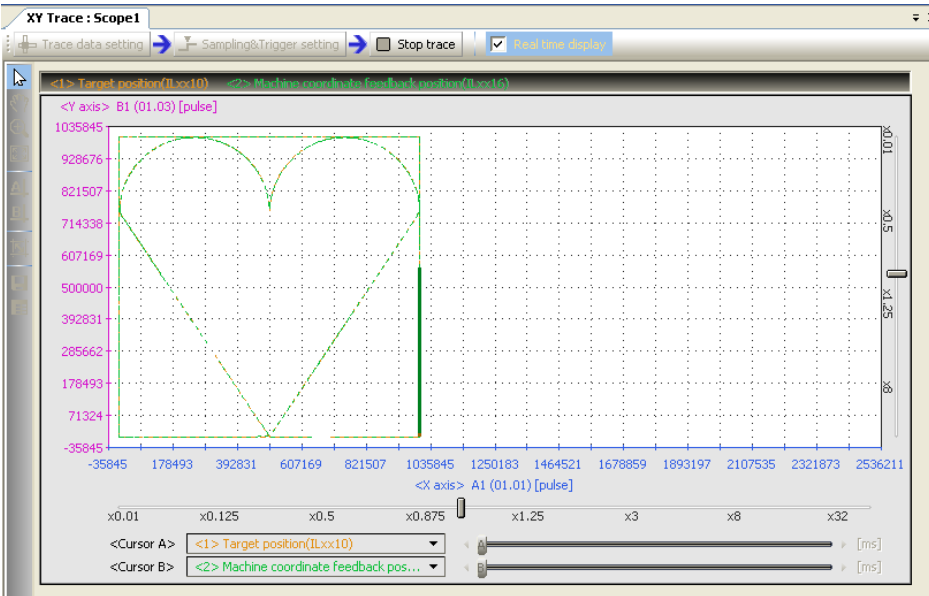 XY Trace : Scope1
Trace data setting Sampling&Trigger setting Stop trace Real time display
<1> Target position(ILxx10) <2> Machine coordinate feedback position(ILxx16)
<Y axis> B1 (01.03) [pulse]
1035845
928676
821507
714338
607169
500000
392831
285662
178493
71324
-35845
x0.01
x0.5
x1.25
x8
-35845 178493 392831 607169 821507 1035845 1250183 1464521 1678859 1893197 2107535 2321873 2536211
<X axis> A1 (01.01) [pulse]
x0.01 x0.125 x0.5 x0.875 x1.25 x3 x8 x32
<Cursor A> <1> Target position(ILxx10) A [ms]
<Cursor B> <2> Machine coordinate feedback pos... B [ms]